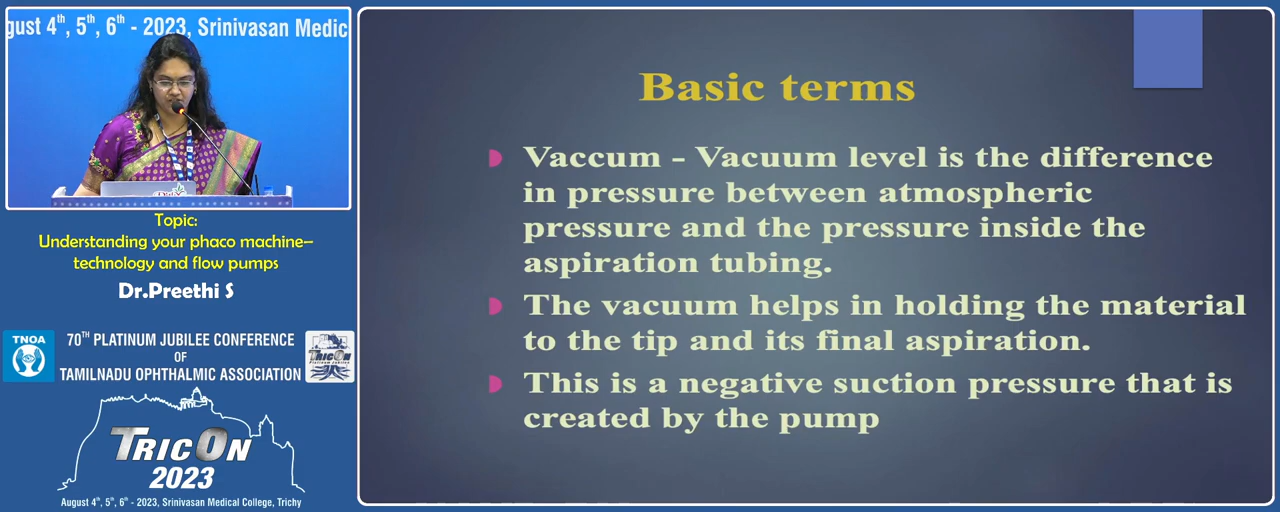 gust 4th, 5th, 6th - 2023, Srinivasan Medic
Topic:
Understanding your phaco machine–
technology and flow pumps
Dr.Preethi S
TNOA
70TH PLATINUM JUBILEE CONFERENCE
OF
TAMILNADU OPHTHALMIC ASSOCIATION
TRICON
TRICON
2023
August 4th, 5th, 6th - 2023, Srinivasan Medical College, Trichy
Basic terms
Vaccum - Vacuum level is the difference
in pressure between atmospheric
pressure and the pressure inside the
aspiration tubing.
The vacuum helps in holding the material
to the tip and its final aspiration.
This is a negative suction pressure that is
created by the pump